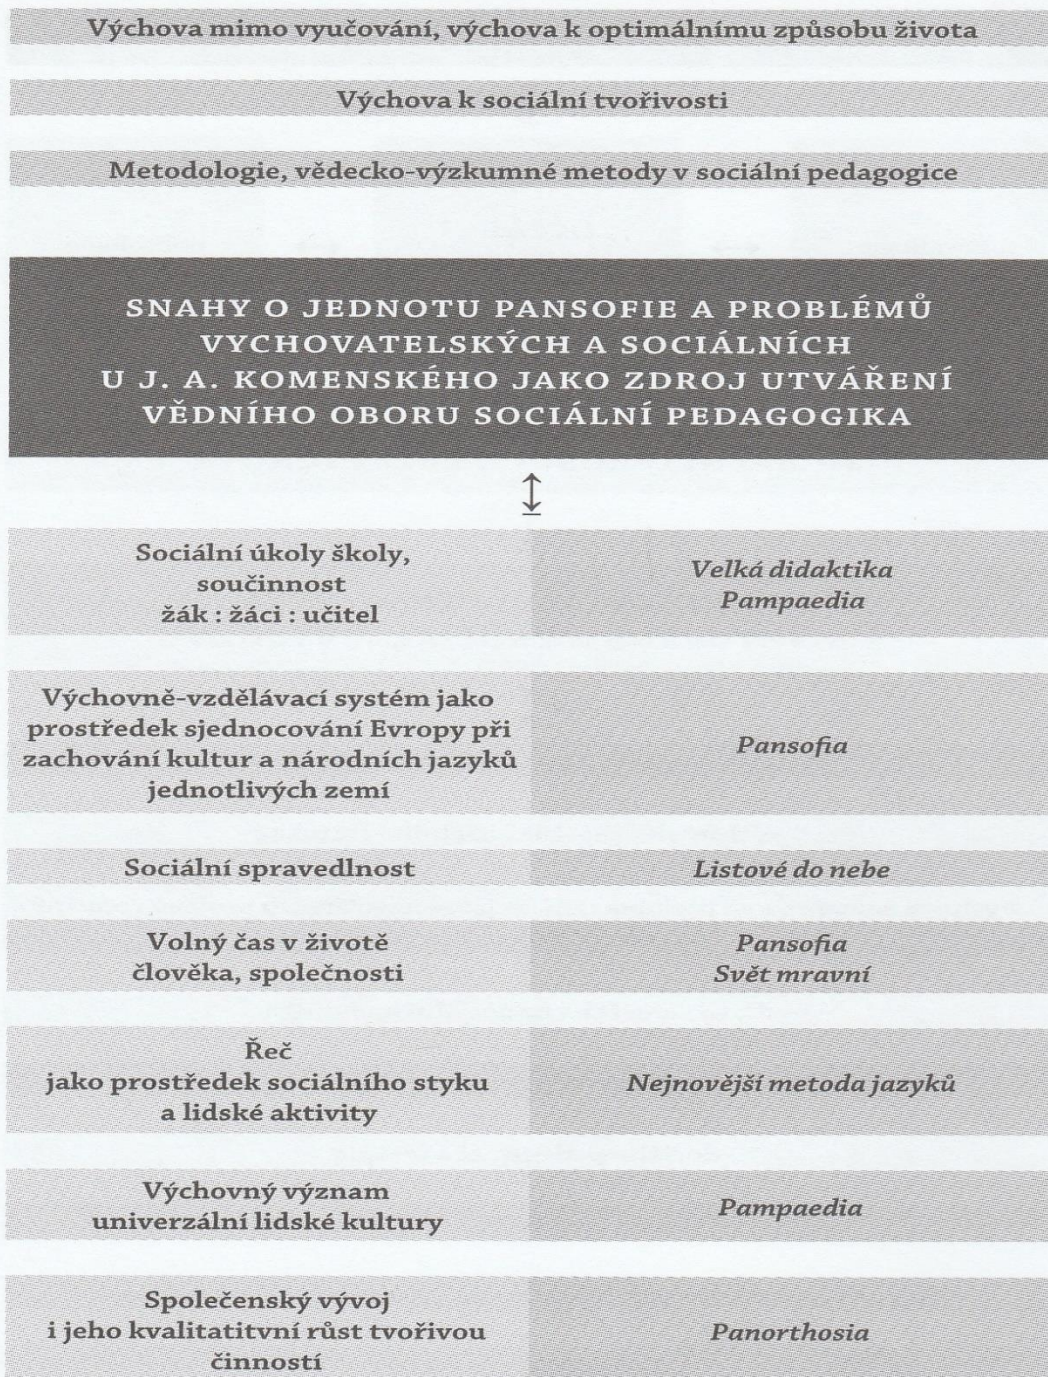 Výchova mimo vyučování, výchova k optimálnímu způsobu života
Výchova k sociální tvořivosti
Metodologie, vědecko-výzkumné metody v sociální pedagogice
SNAHY O JEDNOTU PANSOFIE A PROBLÉMŮ
VYCHOVATELSKÝCH A SOCIÁLNÍCH
U J. A. KOMENSKÉHO JAKO ZDROJ UTVÁŘENÍ
VĚDNÍHO OBORU SOCIÁLNÍ PEDAGOGIKA
Sociální úkoly školy,
součinnost
žák : žáci : učitel
Velká didaktika
Pampaedia
Výchovně-vzdělávací systém jako
prostředek sjednocování Evropy při
zachování kultur a národních jazyků
jednotlivých zemí
Pansofia
Sociální spravedlnost
Listové do nebe
Volný čas v životě
člověka, společnosti
Pansofia
Svět mravní
Řeč
jako prostředek sociálního styku
a lidské aktivity
Nejnovější metoda jazyků
Výchovný význam
univerzální lidské kultury
Pampaedia
Společenský vývoj
i jeho kvalitatitvní růst tvořivou
činností
Panorthosia